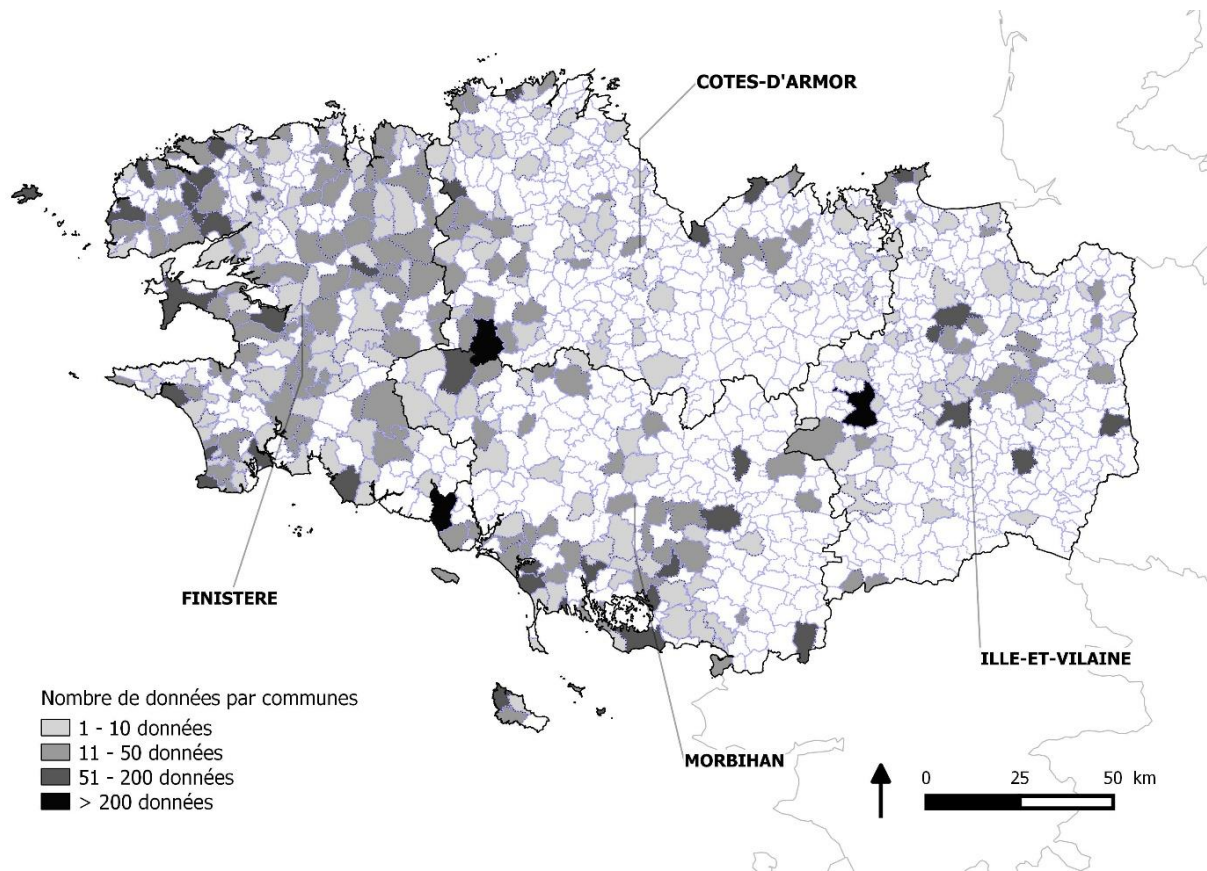 COTES-D'ARMOR
FINISTERE
ILLE-ET-VILAINE
MORBIHAN
Nombre de données par communes
1 - 10 données
11 - 50 données
51 - 200 données
> 200 données
0 25 50 km